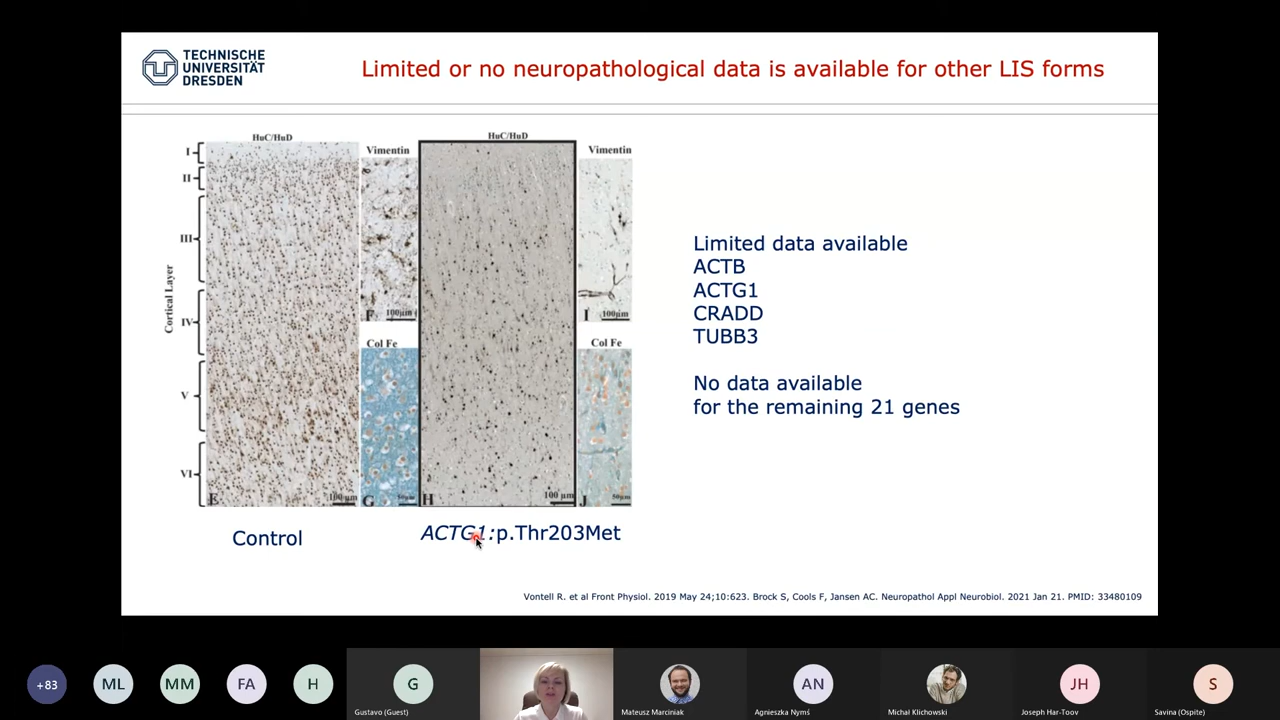 TECHNISCHE
UNIVERSITÄT
DRESDEN
Limited or no neuropathological data is available for other LIS forms
HuC/HuD
HuC/HuD
Vimentin
Vimentin
I
II
III
IV
V
VI
Cortical Layer
F
100µm
I
100µm
Col Fe
Col Fe
E
100 µm
G
50µm
H
100 µm
J
50µm
Control
ACTG1:p.Thr203Met
Limited data available
ACTB
ACTG1
CRADD
TUBB3
No data available
for the remaining 21 genes
Vontell R. et al Front Physiol. 2019 May 24;10:623. Brock S, Cools F, Jansen AC. Neuropathol Appl Neurobiol. 2021 Jan 21. PMID: 33480109
+83
ML
MM
FA
H
G
Gustavo (Guest)
Mateusz Marciniak
AN
Agnieszka Nymś
Michał Klichowski
JH
Joseph Har-Toov
S
Savina (Ospite)